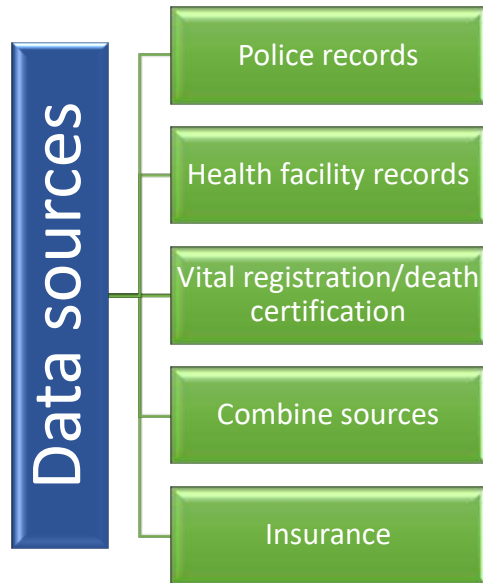 Data sources
Police records
Health facility records
Vital registration/death
certification
Combine sources
Insurance